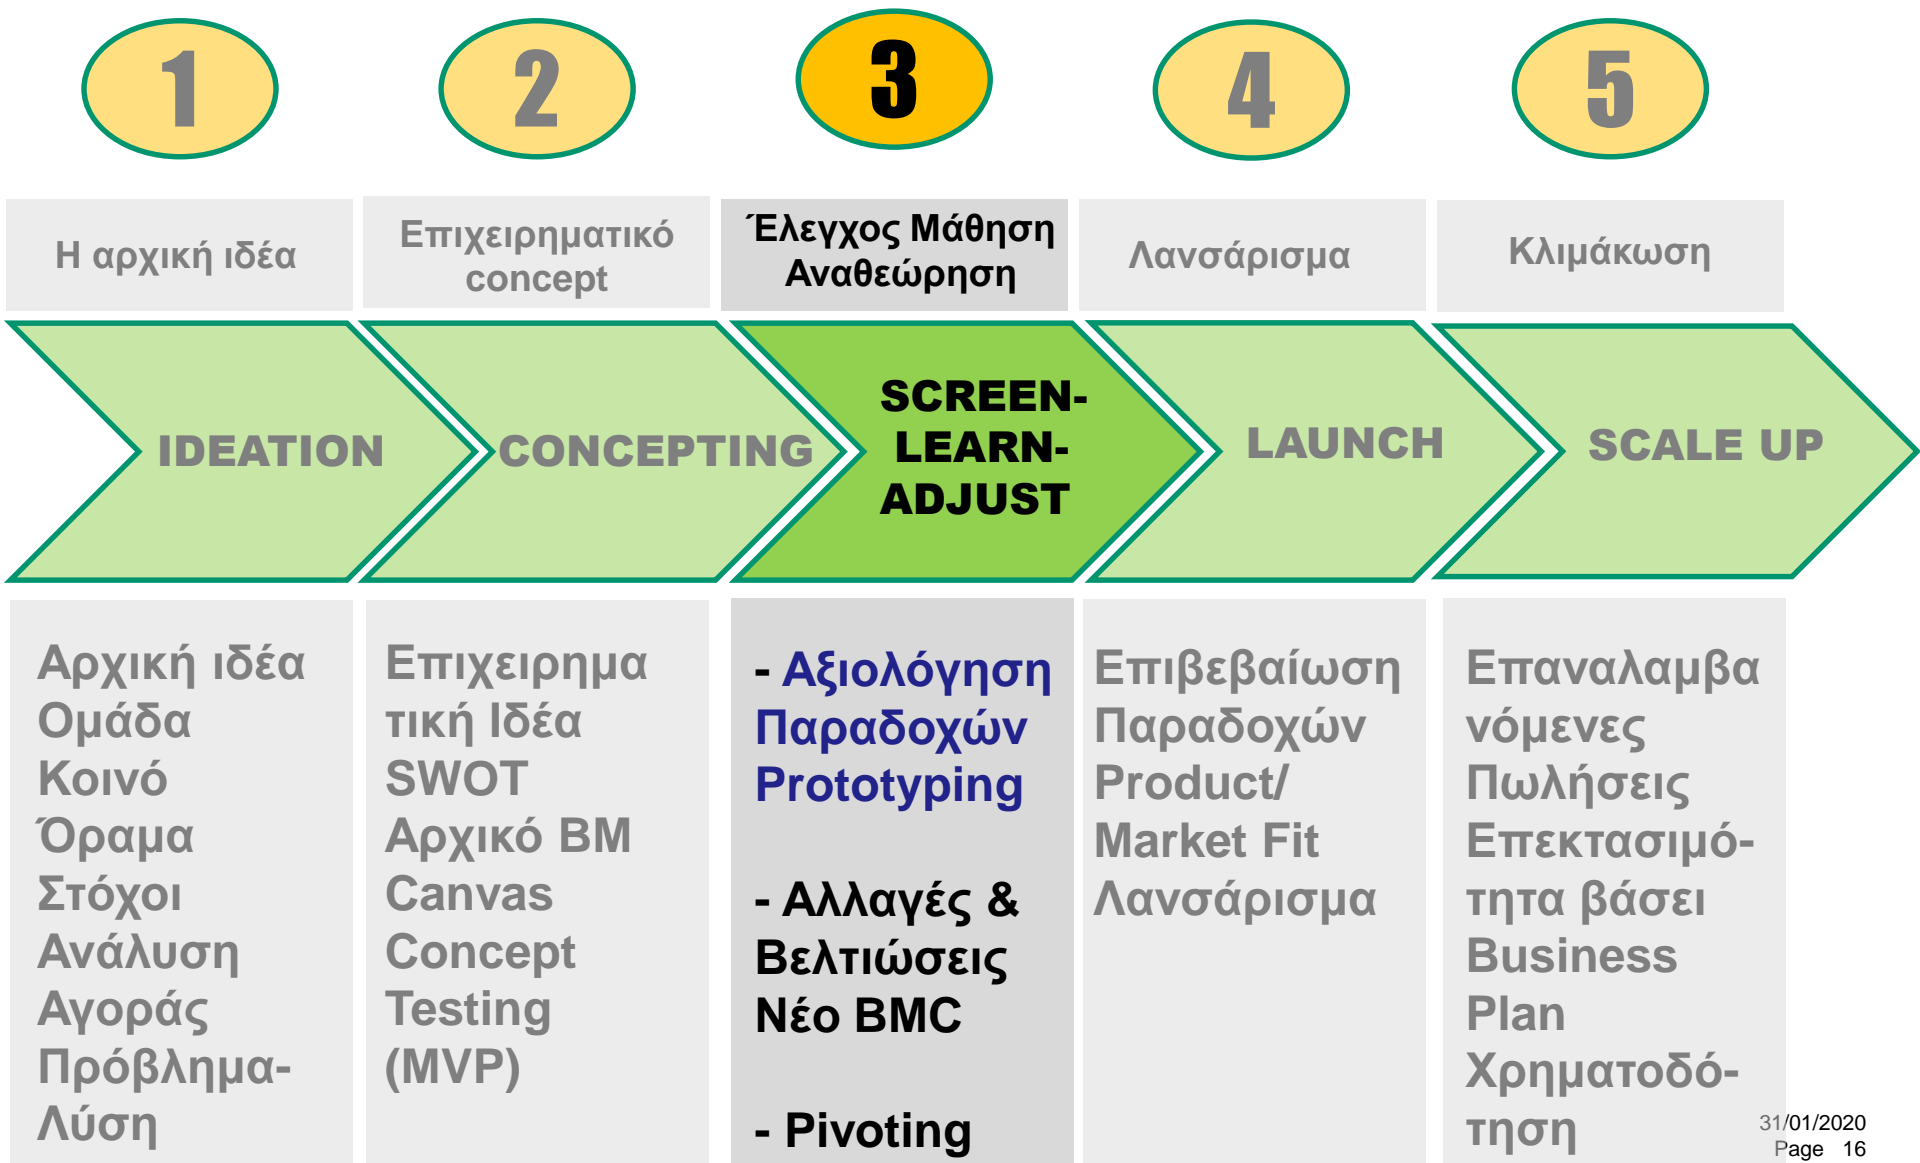 1
2
3
4
5
Η αρχική ιδέα
Επιχειρηματικό
concept
Έλεγχος Μάθηση
Αναθεώρηση
Λανσάρισμα
Κλιμάκωση
IDEATION
CONCEPTING
SCREEN-
LEARN-
ADJUST
LAUNCH
SCALE UP
Αρχική ιδέα
Ομάδα
Κοινό
Όραμα
Στόχοι
Ανάλυση
Αγοράς
Πρόβλημα-
Λύση
Επιχειρημα
τική Ιδέα
SWOT
Αρχικό BM
Canvas
Concept
Testing
(MVP)
- Αξιολόγηση
Παραδοχών
Prototyping
- Αλλαγές &
Βελτιώσεις
Νέο BMC
- Pivoting
Επιβεβαίωση
Παραδοχών
Product/
Market Fit
Λανσάρισμα
Επαναλαμβα
νόμενες
Πωλήσεις
Επεκτασιμό-
τητα βάσει
Business
Plan
Χρηματοδό-
τηση
31/01/2020
Page 16